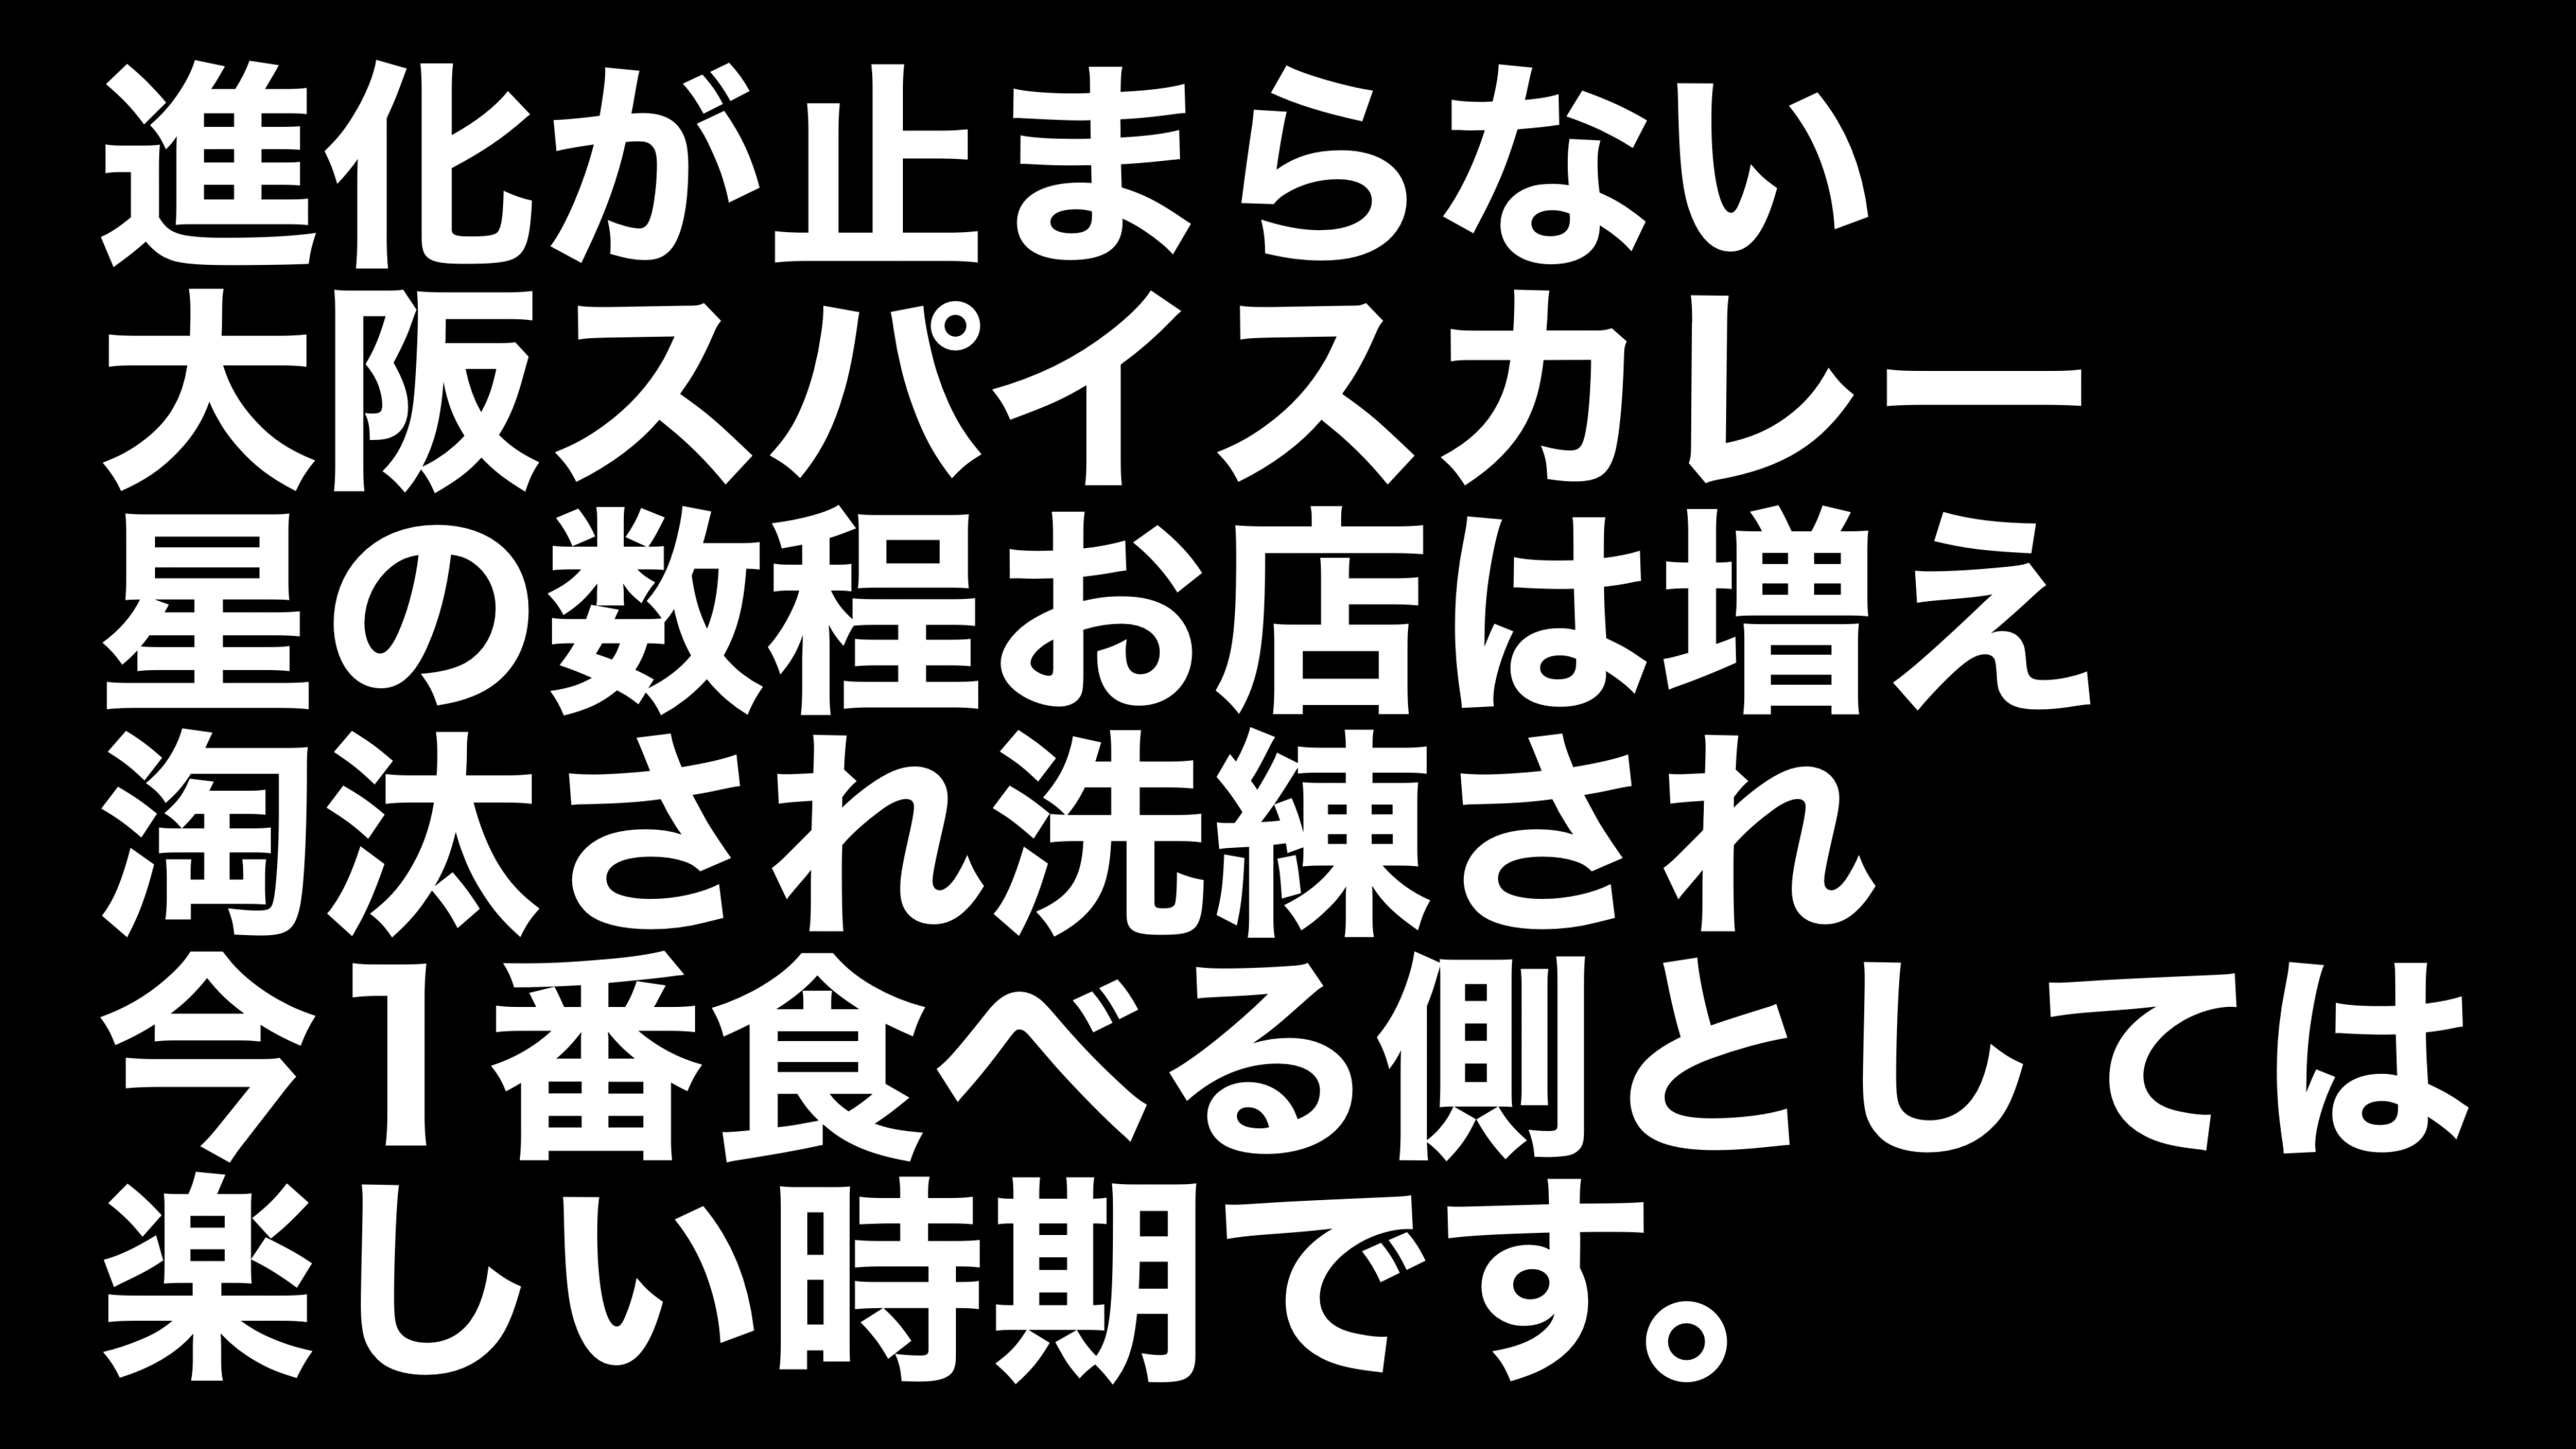 進化が止まらない
大阪スパイスカレー
星の数程お店は増え
淘汰され洗練され
今1番食べる側としては
楽しい時期です。